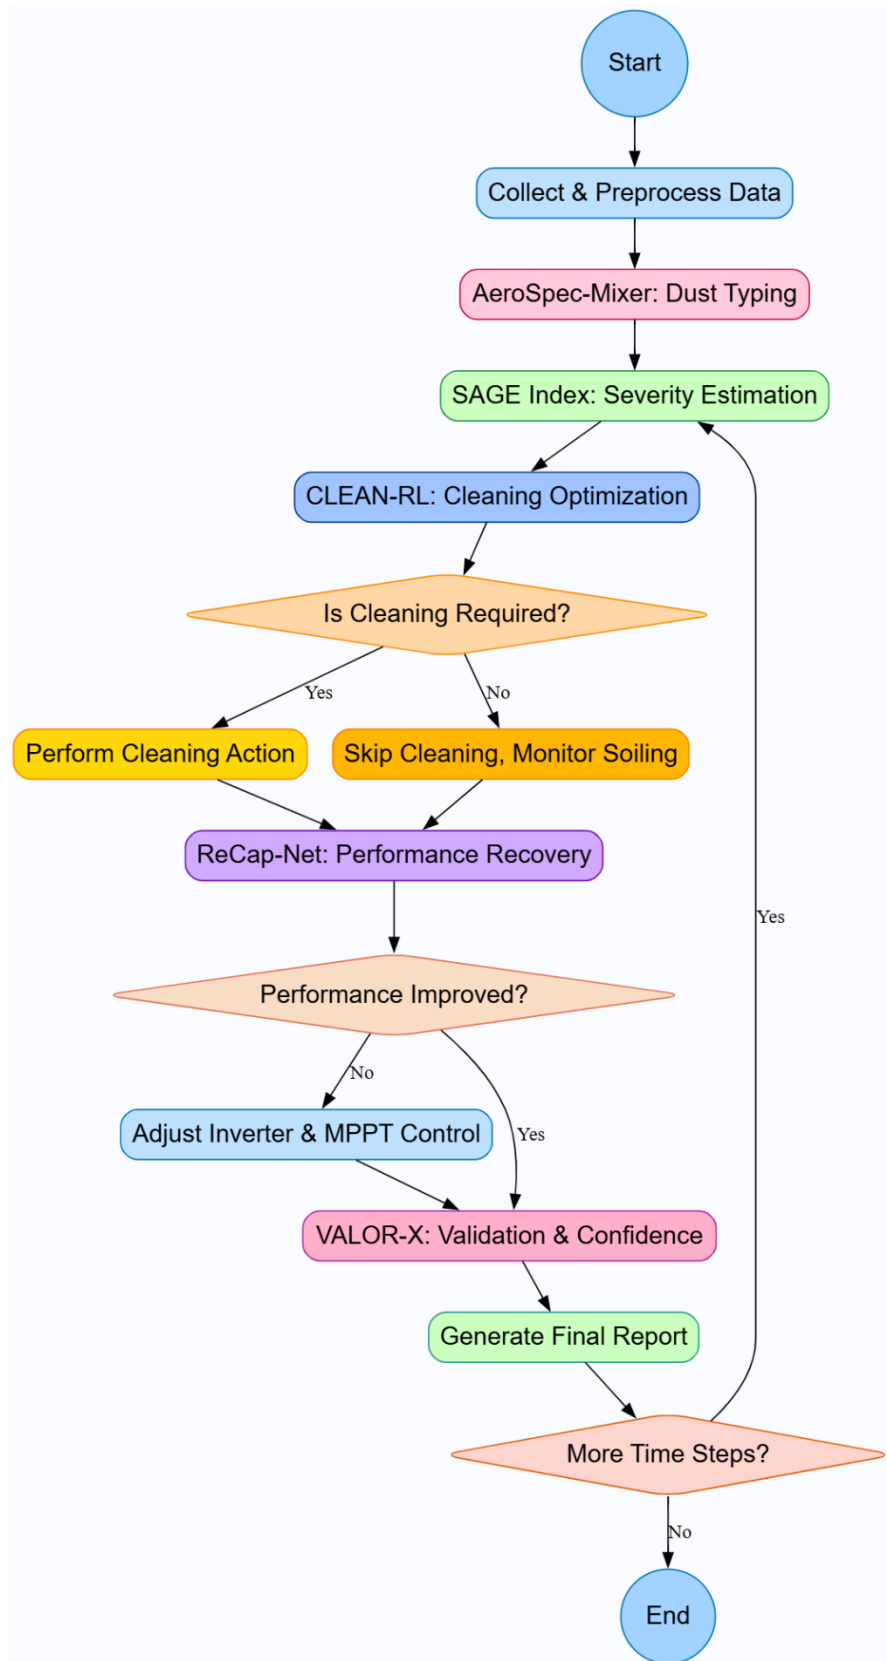 Start
Collect & Preprocess Data
AeroSpec-Mixer: Dust Typing
SAGE Index: Severity Estimation
CLEAN-RL: Cleaning Optimization
Is Cleaning Required?
Yes
No
Perform Cleaning Action
Skip Cleaning, Monitor Soiling
ReCap-Net: Performance Recovery
Yes
Performance Improved?
No
Adjust Inverter & MPPT Control
Yes
VALOR-X: Validation & Confidence
Generate Final Report
More Time Steps?
No
End